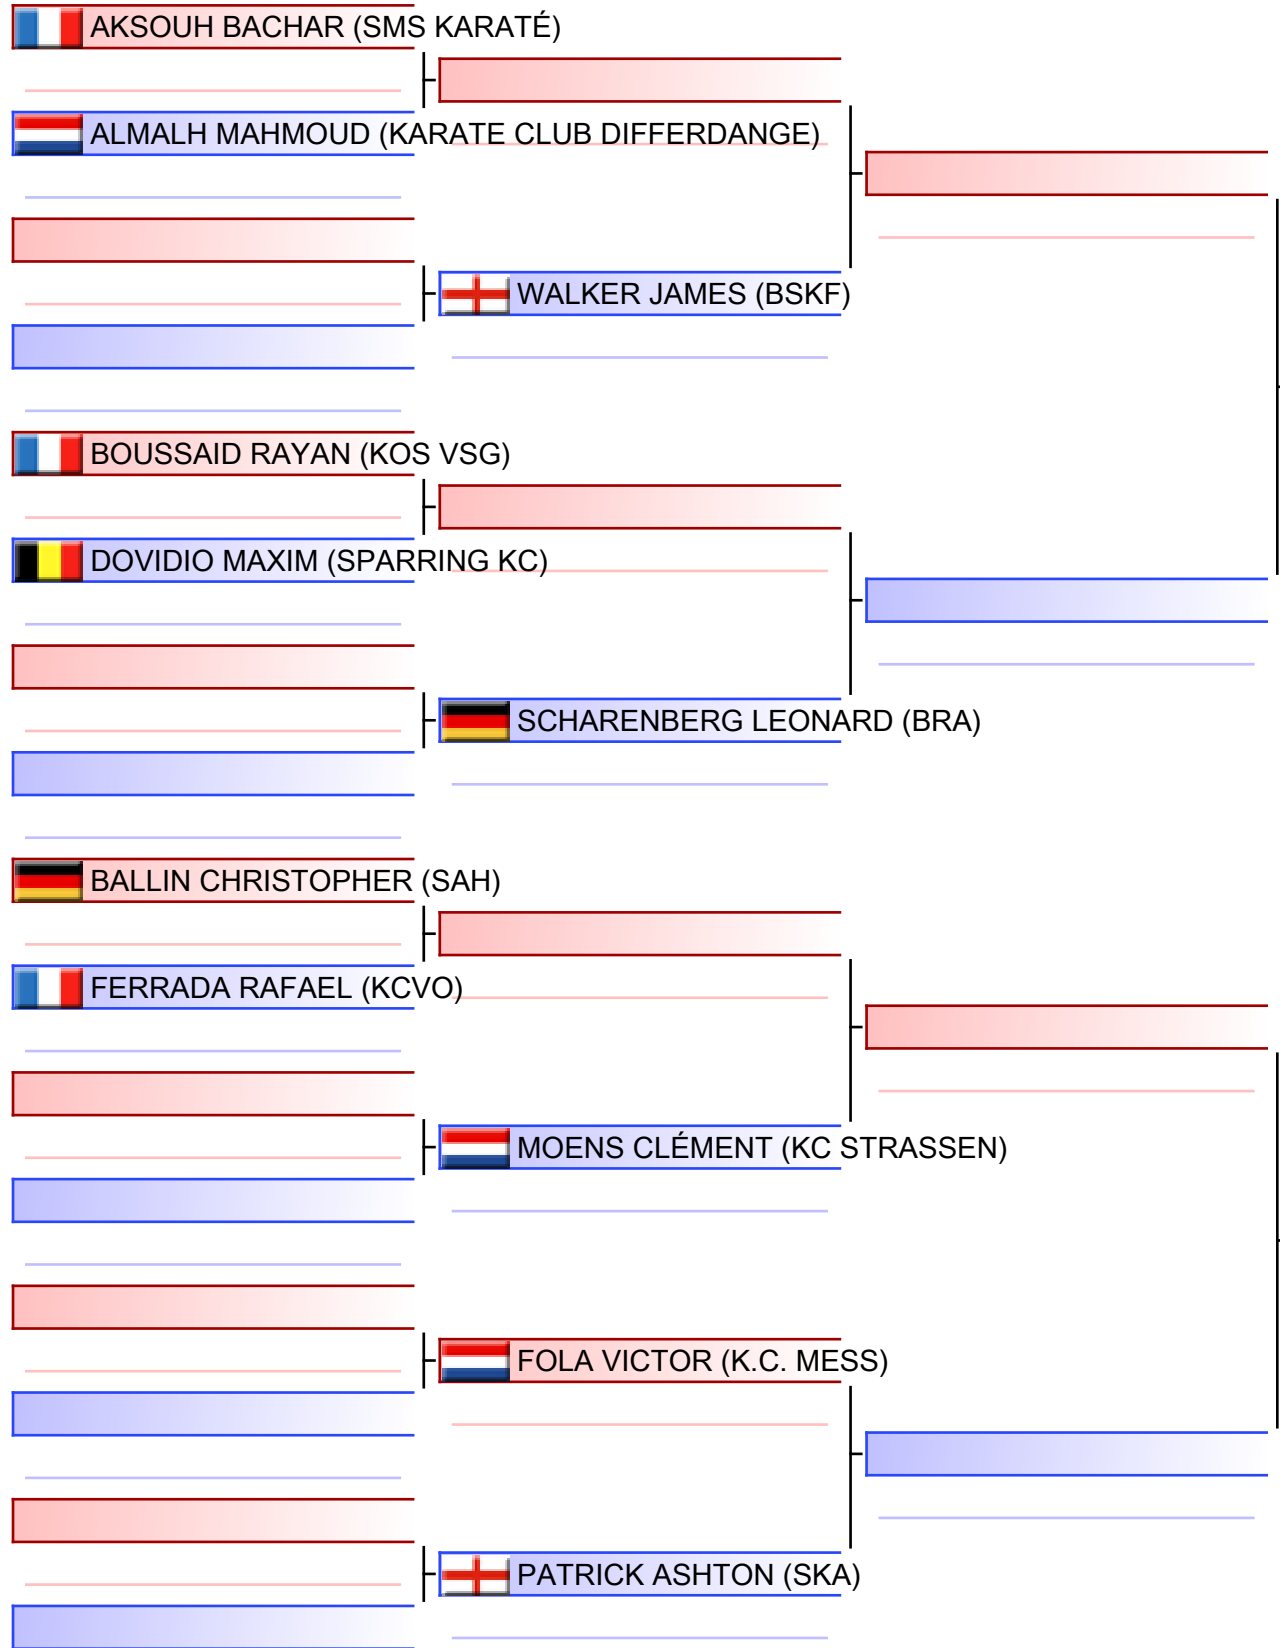 AKSOUH BACHAR (SMS KARATÉ)
ALMALH MAHMOUD (KARATE CLUB DIFFERDANGE)
WALKER JAMES (BSKF)
BOUSSAID RAYAN (KOS VSG)
DOVIDIO MAXIM (SPARRING KC)
SCHARENBERG LEONARD (BRA)
BALLIN CHRISTOPHER (SAH)
FERRADA RAFAEL (KCVO)
MOENS CLÉMENT (KC STRASSEN)
FOLA VICTOR (K.C. MESS)
PATRICK ASHTON (SKA)